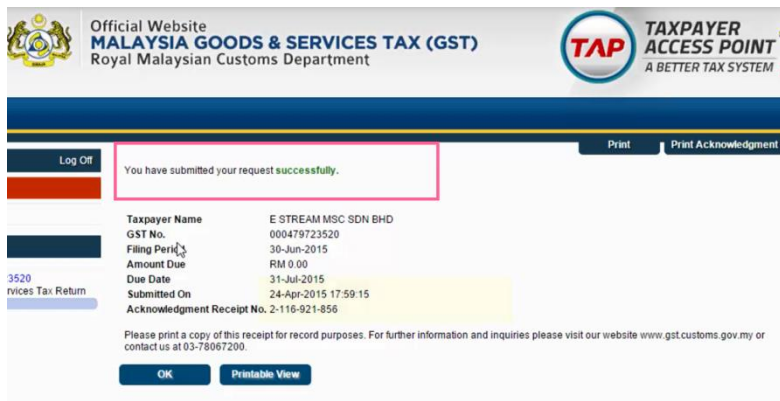 Official Website
MALAYSIA GOODS & SERVICES TAX (GST)
Royal Malaysian Customs Department
TAP
TAXPAYER
ACCESS POINT
A BETTER TAX SYSTEM
Print
Print Acknowledgment
Log Off
You have submitted your request successfully.
Taxpayer Name E STREAM MSC SDN BHD
GST No. 000479723520
Filing Period 30-Jun-2015
Amount Due RM 0.00
Due Date 31-Jul-2015
3520
rvices Tax Return
Submitted On 24-Apr-2015 17:59:15
Acknowledgment Receipt No. 2-116-921-856
Please print a copy of this receipt for record purposes. For further information and inquiries please visit our website www.gst.customs.gov.my or
contact us at 03-78067200.
OK
Printable View